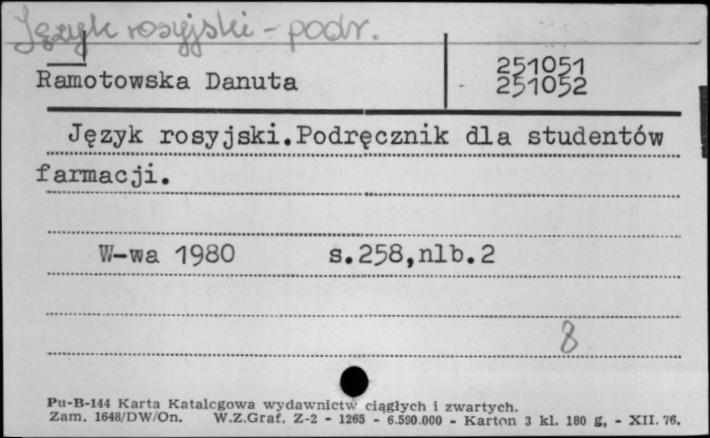 Język rosyjski - podr.
Ramotowska Danuta
251051
251052
Język rosyjski.Podręcznik dla studentów
farmacji.
W-wa 1980 s.258,nlb.2
8
Pu-B-144 Karta Katalogowa wydawnictw ciągłych i zwartych.
Zam. 1648/DW/On. W.Z.Graf. Z-2 - 1265 - 6.590.000 - Karton 3 kl. 180 g, - XII. 76.